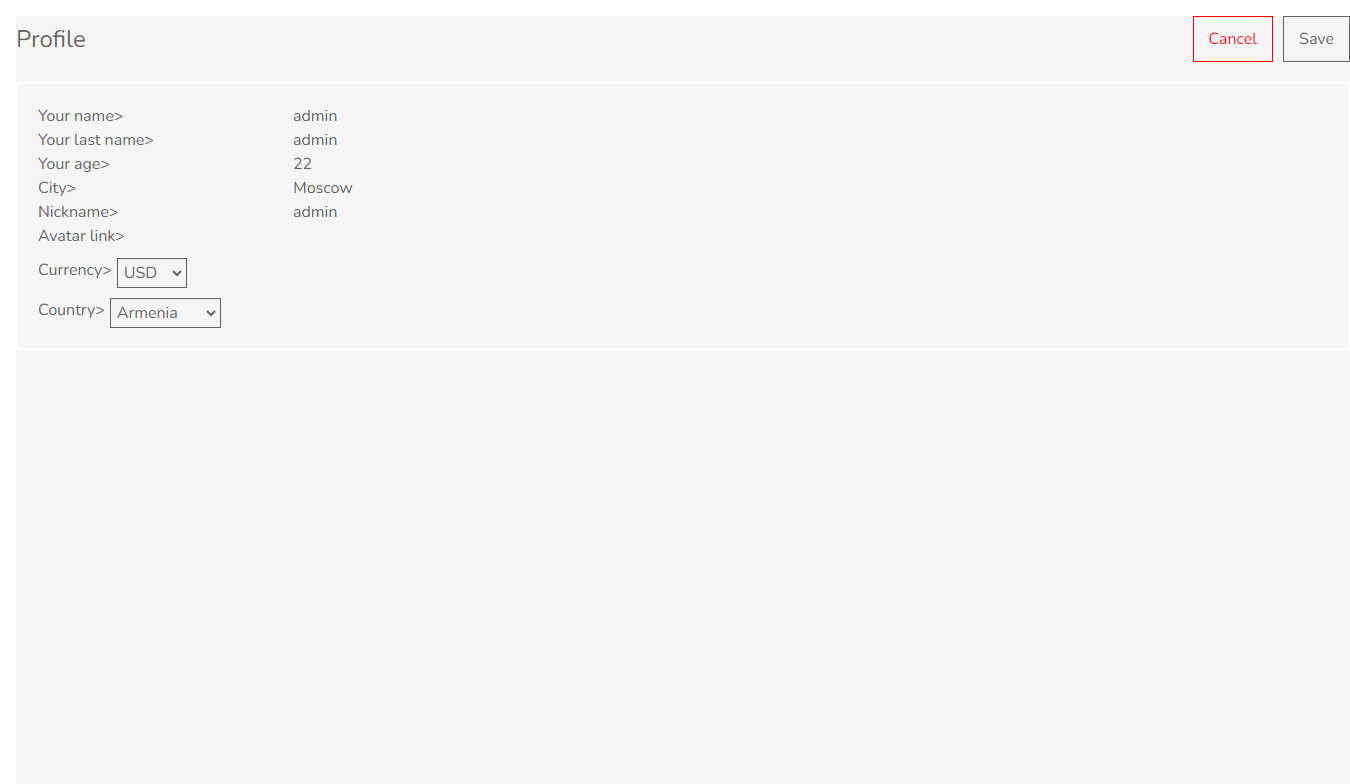 Profile
Cancel
Save
Your name> admin
Your last name> admin
Your age> 22
City> Moscow
Nickname> admin
Avatar link>
Currency> USD
Country> Armenia